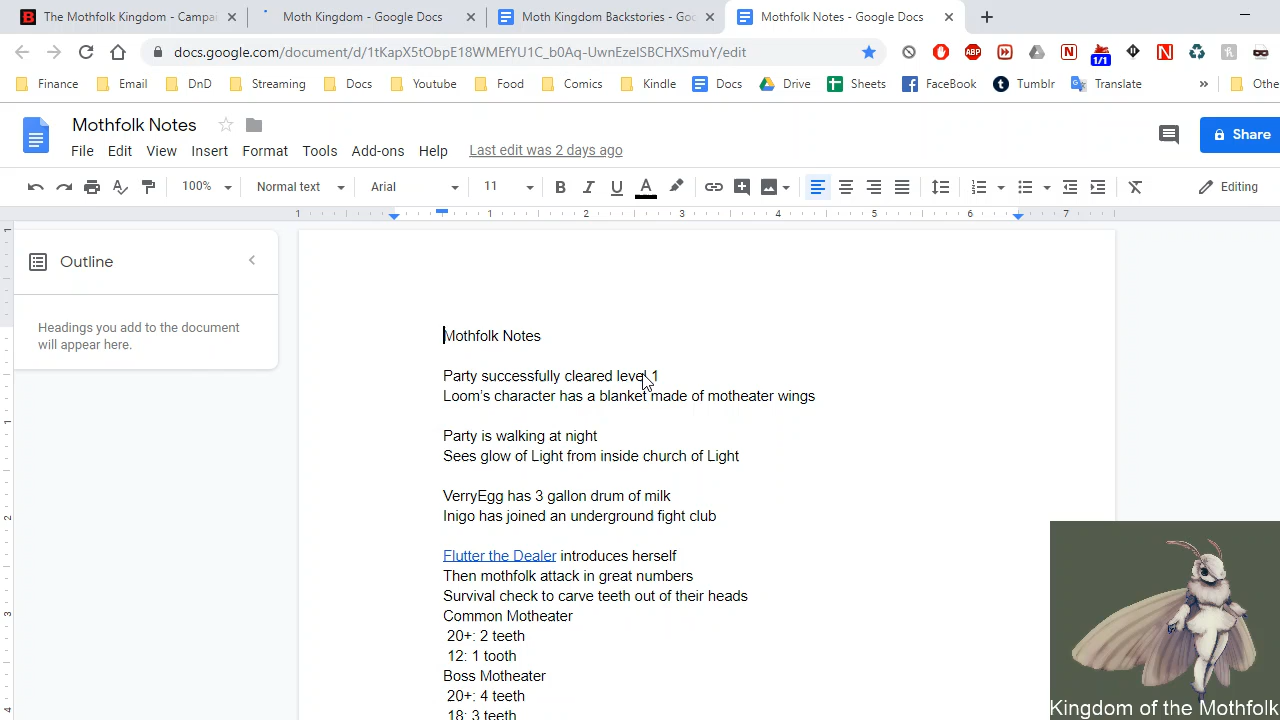 The Mothfolk Kingdom - Campa
Moth Kingdom - Google Docs
Moth Kingdom Backstories - Goo
Mothfolk Notes - Google Docs
docs.google.com/document/d/1tKapX5tObpE18WMEfYU1C_b0Aq-UwnEzelSBCHXSmuY/edit
Finance
Email
DnD
Streaming
Docs
Youtube
Food
Comics
Kindle
Docs
Drive
Sheets
FaceBook
Tumblr
Translate
Othe
Mothfolk Notes
File Edit View Insert Format Tools Add-ons Help Last edit was 2 days ago
Share
100% Normal text Arial 11
Editing
Outline
Headings you add to the document
will appear here.
Mothfolk Notes
Party successfully cleared level 1
Loom's character has a blanket made of motheater wings
Party is walking at night
Sees glow of Light from inside church of Light
VerryEgg has 3 gallon drum of milk
Inigo has joined an underground fight club
Flutter the Dealer introduces herself
Then mothfolk attack in great numbers
Survival check to carve teeth out of their heads
Common Motheater
20+: 2 teeth
12: 1 tooth
Boss Motheater
20+: 4 teeth
18: 3 teeth
Kingdom of the Mothfolk